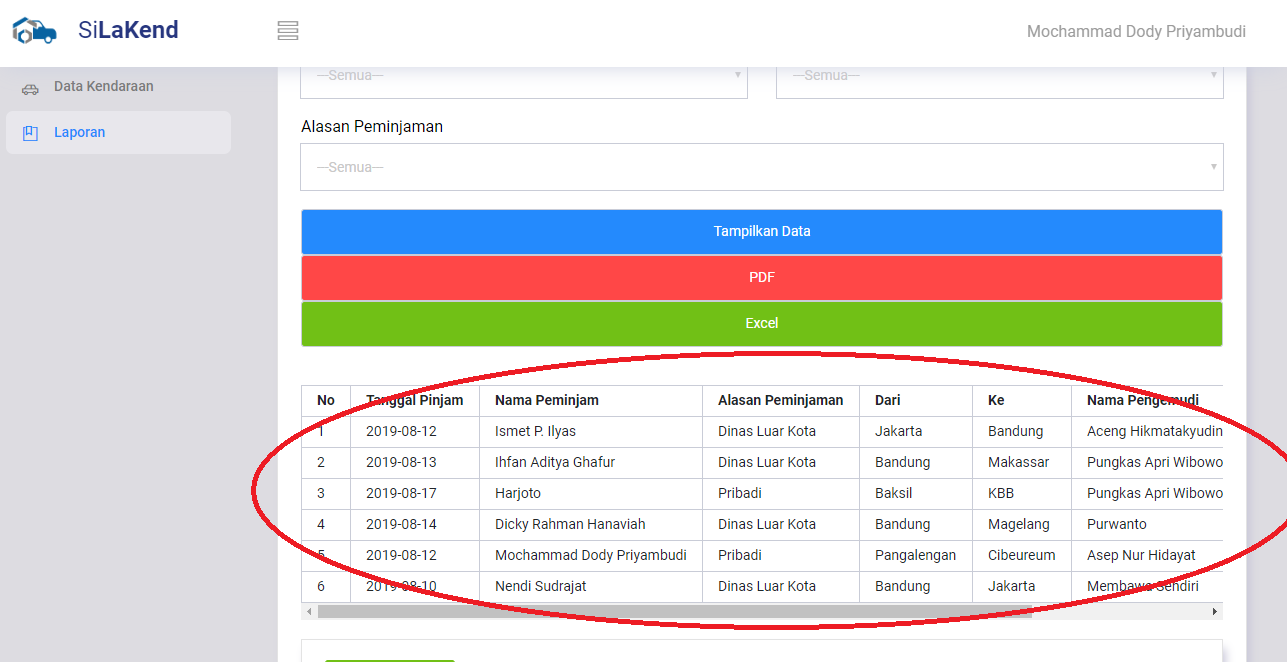 SiLaKend
Mochammad Dody Priyambudi
Data Kendaraan
Laporan
---Semua--- ---Semua---
Alasan Peminjaman
---Semua---
Tampilkan Data
PDF
Excel
No Tanggal Pinjam Nama Peminjam Alasan Peminjaman Dari Ke Nama Pengemudi
1 2019-08-12 Ismet P. Ilyas Dinas Luar Kota Jakarta Bandung Aceng Hikmatakyudin
2 2019-08-13 Ihfan Aditya Ghafur Dinas Luar Kota Bandung Makassar Pungkas Apri Wibowo
3 2019-08-17 Harjoto Pribadi Baksil KBB Pungkas Apri Wibowo
4 2019-08-14 Dicky Rahman Hanaviah Dinas Luar Kota Bandung Magelang Purwanto
5 2019-08-12 Mochammad Dody Priyambudi Pribadi Pangalengan Cibeureum Asep Nur Hidayat
6 2019-08-10 Nendi Sudrajat Dinas Luar Kota Bandung Jakarta Membawa Sendiri